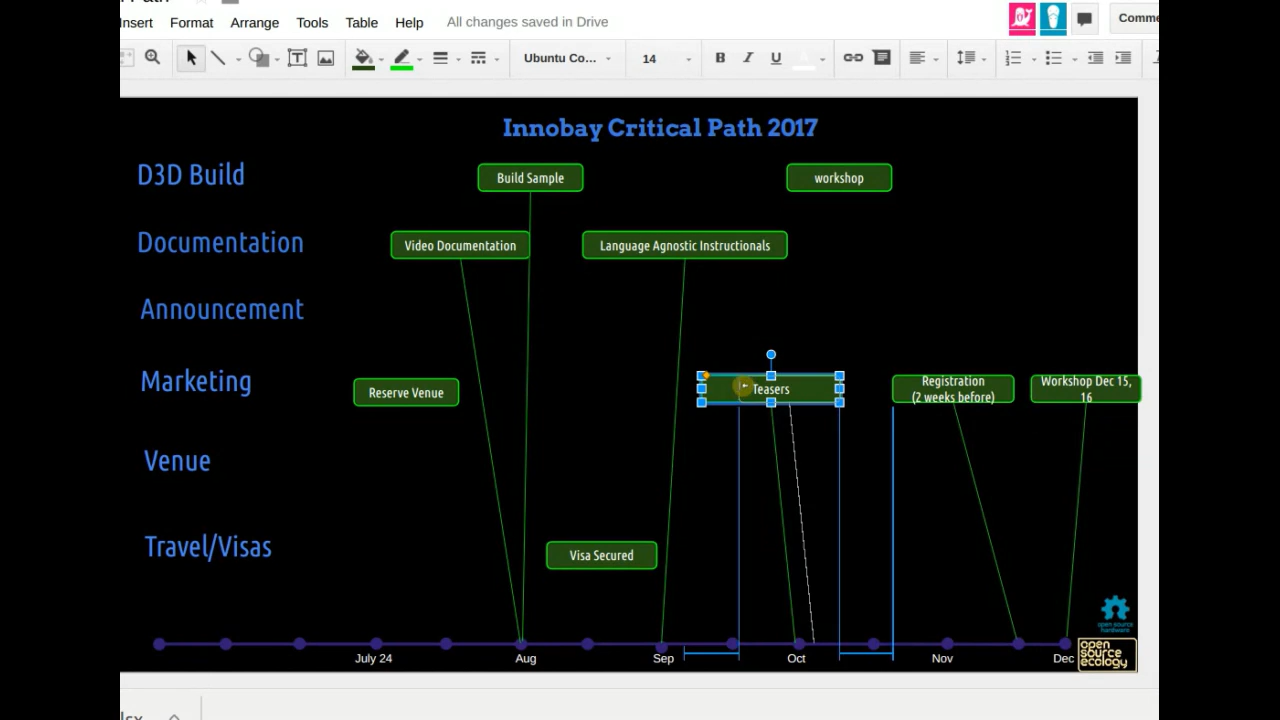 Insert Format Arrange Tools Table Help All changes saved in Drive
Ubuntu Co... 14 B I U
Innobay Critical Path 2017
D3D Build
Build Sample
workshop
Documentation
Video Documentation
Language Agnostic Instructionals
Announcement
Marketing
Reserve Venue
Teasers
Registration
(2 weeks before)
Workshop Dec 15,
16
Venue
Travel/Visas
Visa Secured
open source
hardware
July 24 Aug Sep Oct Nov Dec
open
source
ecology